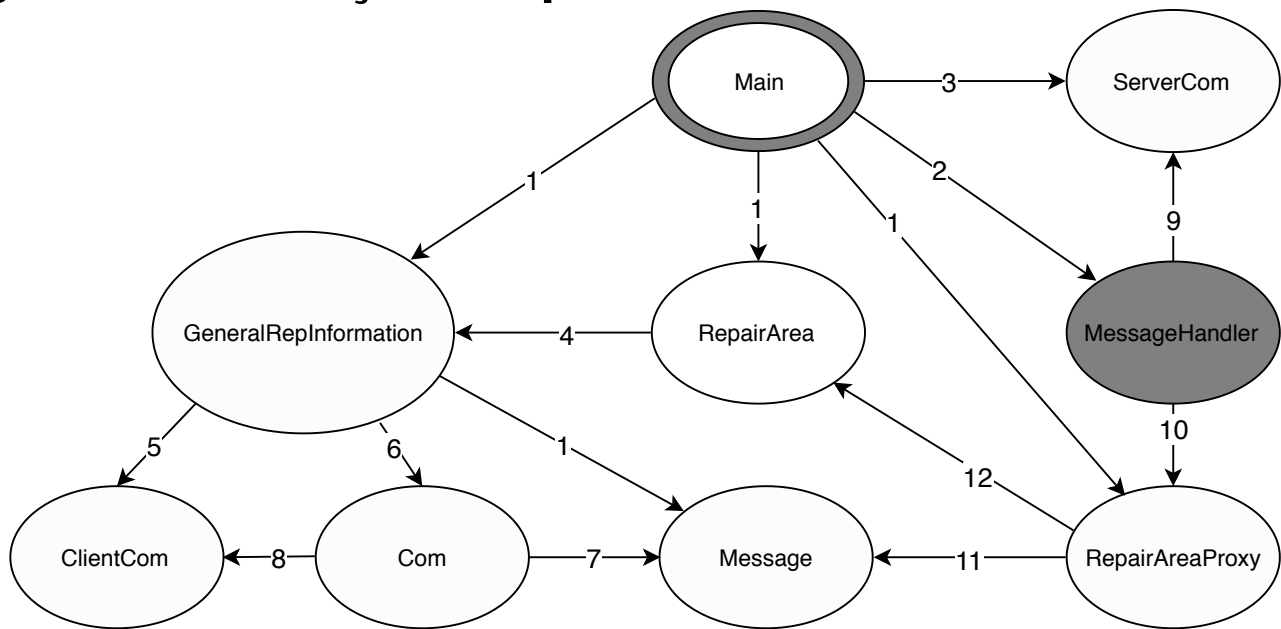 Main
ServerCom
3
1
2
1
1
9
GeneralRepInformation
4
RepairArea
MessageHandler
5
6
1
10
12
ClientCom
8
Com
7
Message
11
RepairAreaProxy